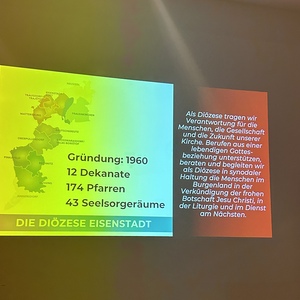 Gründung: 1960
12 Dekanate
174 Pfarren
43 Seelsorgeräume
DIE DIÖZESE EISENSTADT
Als Diözese tragen wir
Verantwortung für die
Menschen, die Gesellschaft
und die Zukunft unserer
Kirche. Berufen aus einer
lebendigen Gottes-
beziehung unterstützen,
beraten und begleiten wir
als Diözese in synodaler
Haltung die Menschen im
Burgenland in der
Verkündigung der frohen
Botschaft Jesu Christi, in
der Liturgie und im Dienst
am Nächsten.